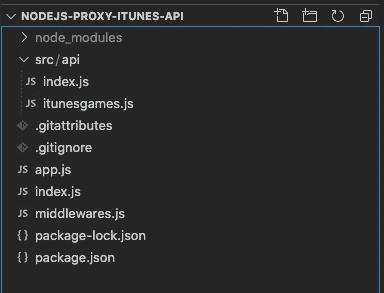 NODEJS-PROXY-ITUNES-API
node_modules
src/api
JS index.js
JS itunesgames.js
.gitattributes
.gitignore
JS app.js
JS index.js
JS middlewares.js
{} package-lock.json
{} package.json